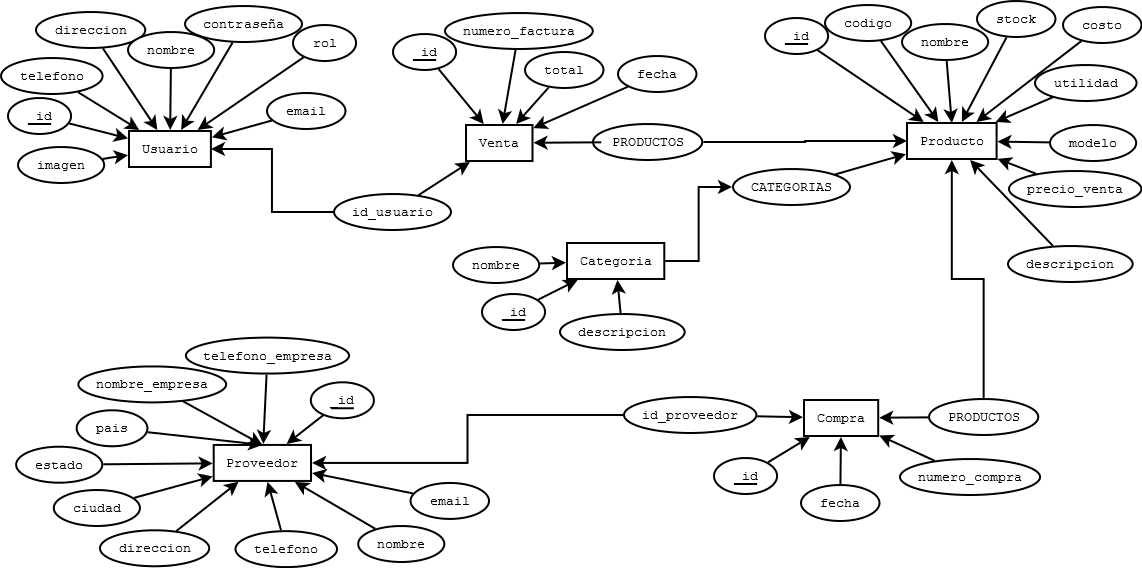 direccion
contraseña
nombre
rol
telefono
_id
email
imagen
Usuario
_id
numero_factura
total
fecha
Venta
PRODUCTOS
id_usuario
_id
codigo
nombre
stock
costo
utilidad
modelo
Producto
precio_venta
descripcion
CATEGORIAS
nombre
Categoria
_id
descripcion
telefono_empresa
nombre_empresa
_id
pais
estado
Proveedor
ciudad
email
direccion
telefono
nombre
id_proveedor
Compra
PRODUCTOS
_id
fecha
numero_compra